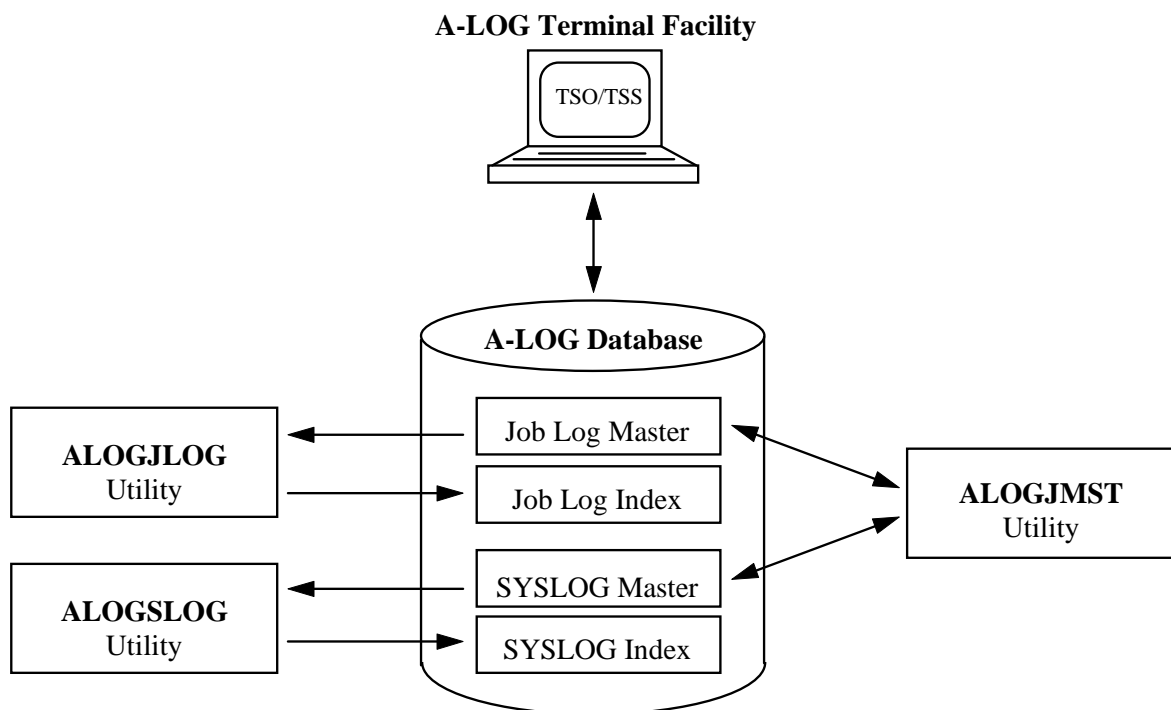 A-LOG Terminal Facility
TSO/TSS
A-LOG Database
Job Log Master
Job Log Index
SYSLOG Master
SYSLOG Index
ALOGJLOG
Utility
ALOGSLOG
Utility
ALOGJMST
Utility